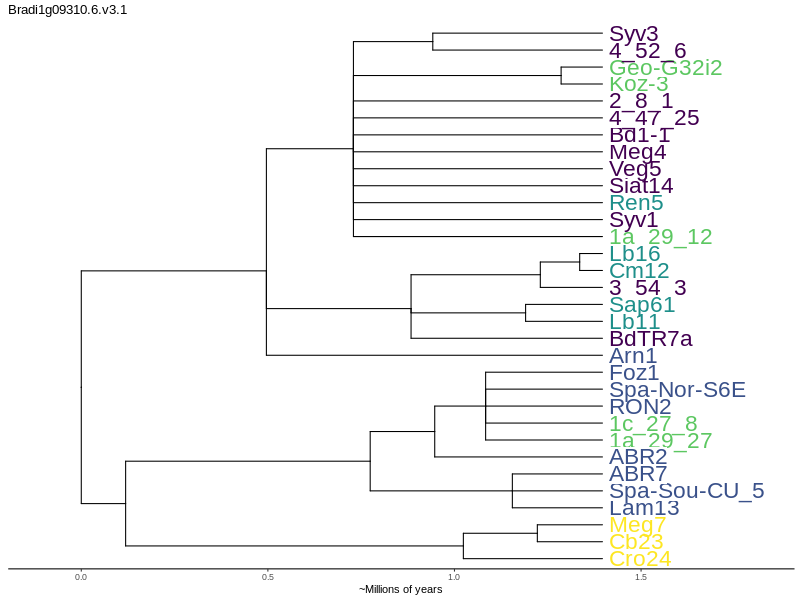 Bradi1g09310.6.v3.1
Syv3
4_52_6
Geo-G32i2
Koz-3
2_8_1
4_47_25
Bd1-1
Meg4
Veg5
Siat14
Ren5
Syv1
1a_29_12
Lb16
Cm12
3_54_3
Sap61
Lb11
BdTR7a
Arn1
Foz1
Spa-Nor-S6E
RON2
1c_27_8
1a_29_27
ABR2
ABR7
Spa-Sou-CU_5
Lam13
Meg7
Cb23
Cro24
0.0 0.5 1.0 1.5
~Millions of years